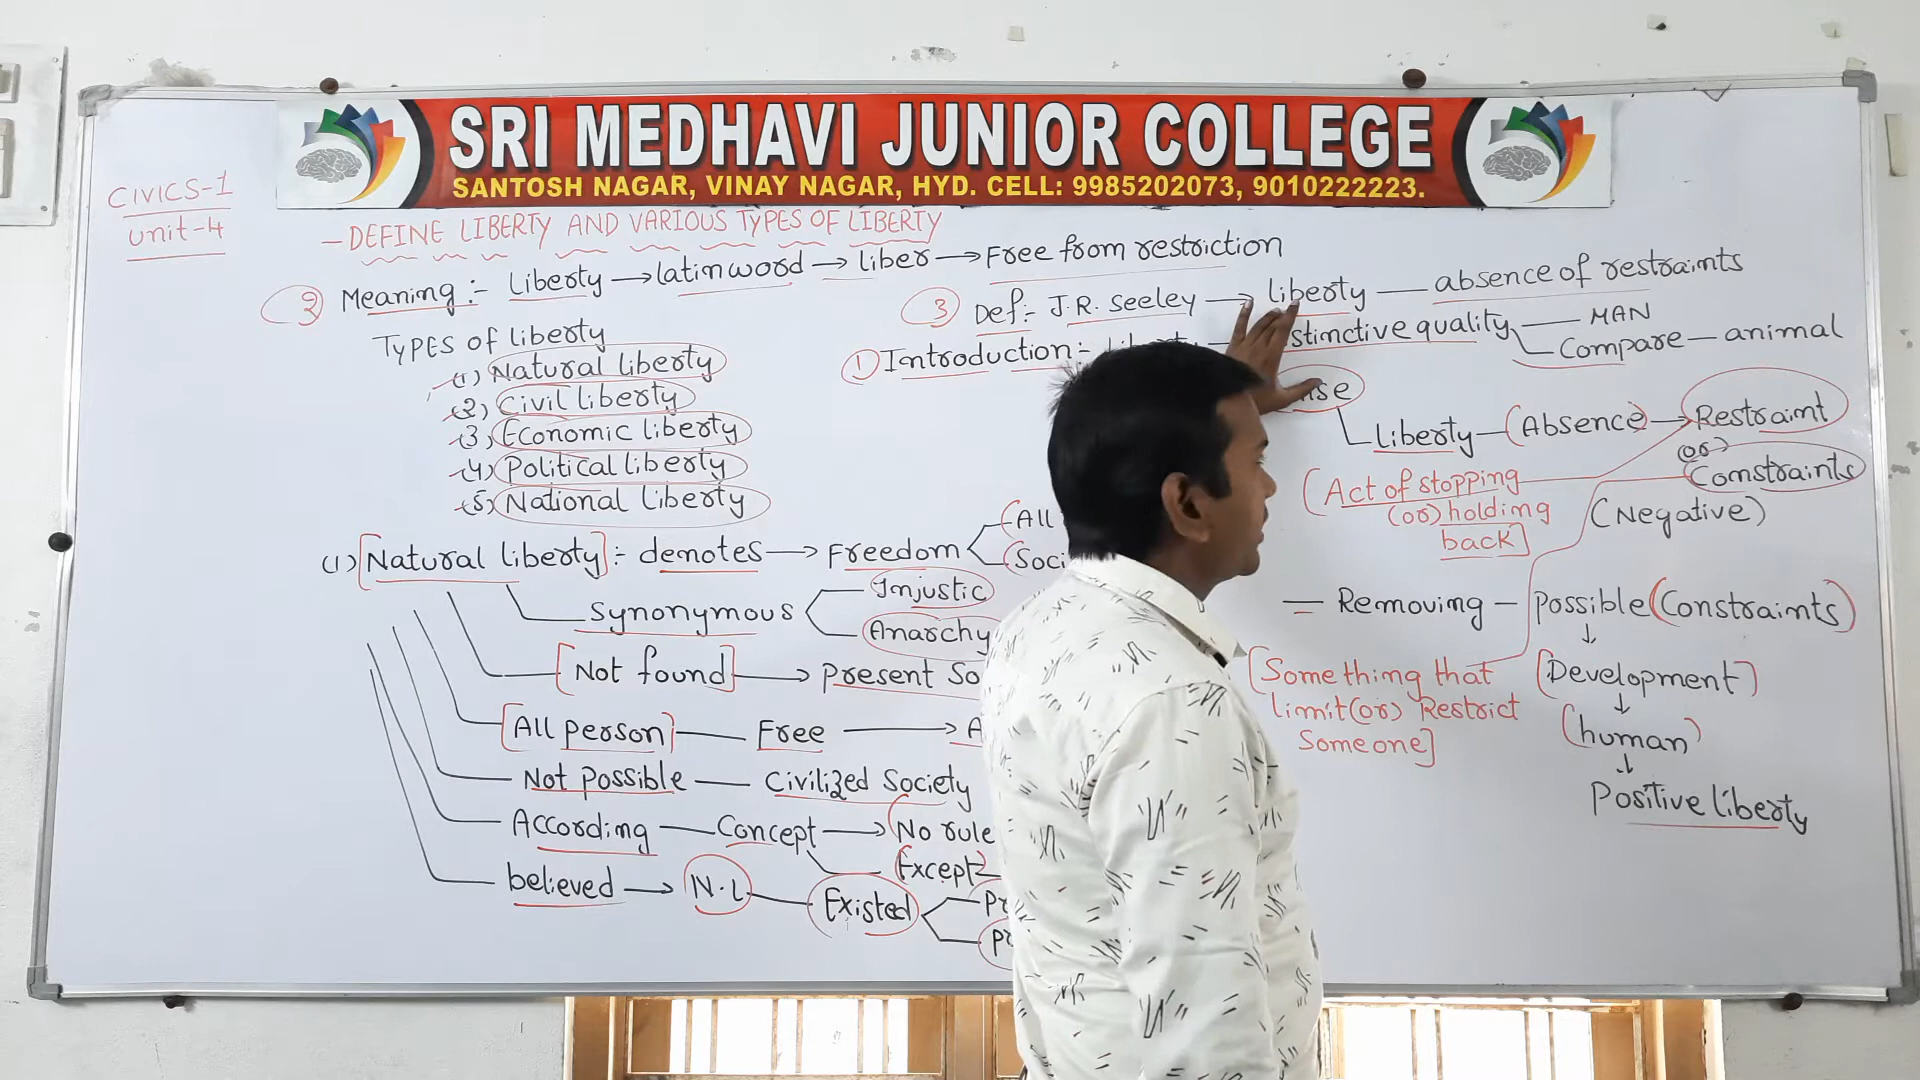 SRI MEDHAVI JUNIOR COLLEGE
SANTOSH NAGAR, VINAY NAGAR, HYD. CELL: 9985202073, 9010222223.
CIVICS-1
Unit-4
- DEFINE LIBERTY AND VARIOUS TYPES OF LIBERTY
2 Meaning:- Liberty → latin word → liber → Free from restriction
Types of liberty
(1) Natural liberty
(2) Civil liberty
(3) Economic liberty
(4) Political liberty
(5) National liberty
3 Def:- J.R. Seeley → liberty — absence of restraints
1 Introduction:- quality — MAN
Compare — animal
Liberty — (Absence) → Restraint
(or)
Constraints
(Act of stopping
(or) holding
back]
(Negative)
— Removing — possible (Constraints)
↓
(Development)
↓
(human)
↓
Positive liberty
[Something that
limit (or) Restrict
Someone]
(1) [Natural liberty]:- denotes → Freedom
(All
(
Synonymous
Injustic
Anarchy
[Not found] → present
[All person] — Free →
Not possible — Civilized Society
According — Concept → (No rule
(Except
believed → N.L — Existed